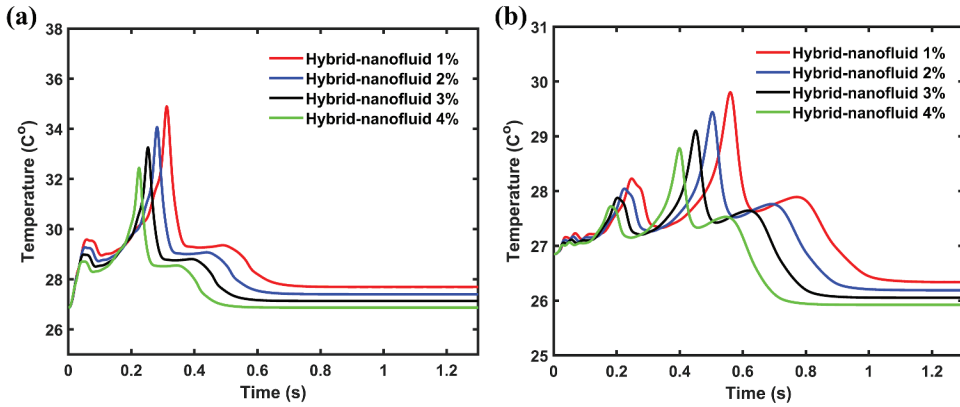 (a)
38
36
34
32
30
28
26
Temperature (C°)
0
0.2
0.4
0.6
0.8
1
1.2
Time (s)
Hybrid-nanofluid 1%
Hybrid-nanofluid 2%
Hybrid-nanofluid 3%
Hybrid-nanofluid 4%
(b)
31
30
29
28
27
26
25
Temperature (C°)
0
0.2
0.4
0.6
0.8
1
1.2
Time (s)
Hybrid-nanofluid 1%
Hybrid-nanofluid 2%
Hybrid-nanofluid 3%
Hybrid-nanofluid 4%